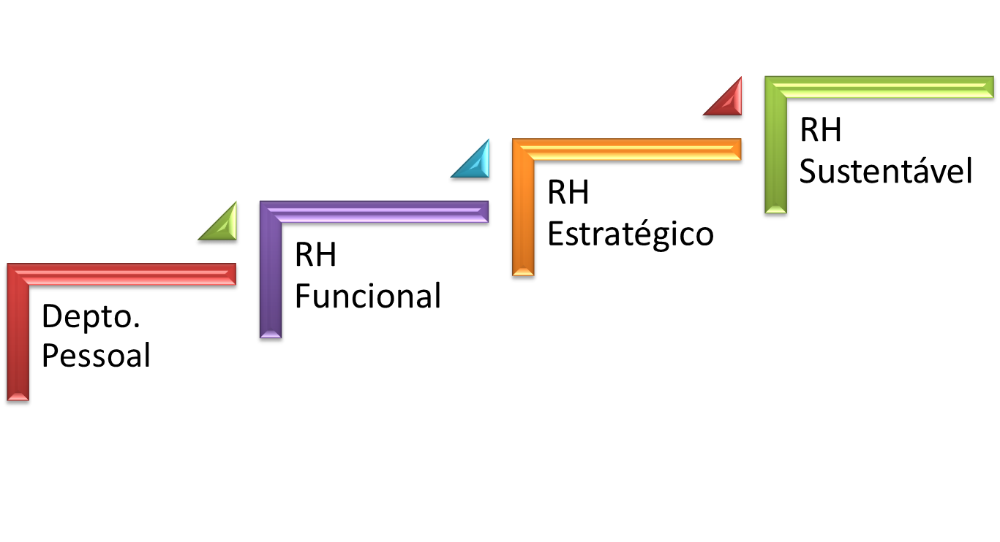 Depto.
Pessoal
RH
Funcional
RH
Estratégico
RH
Sustentável